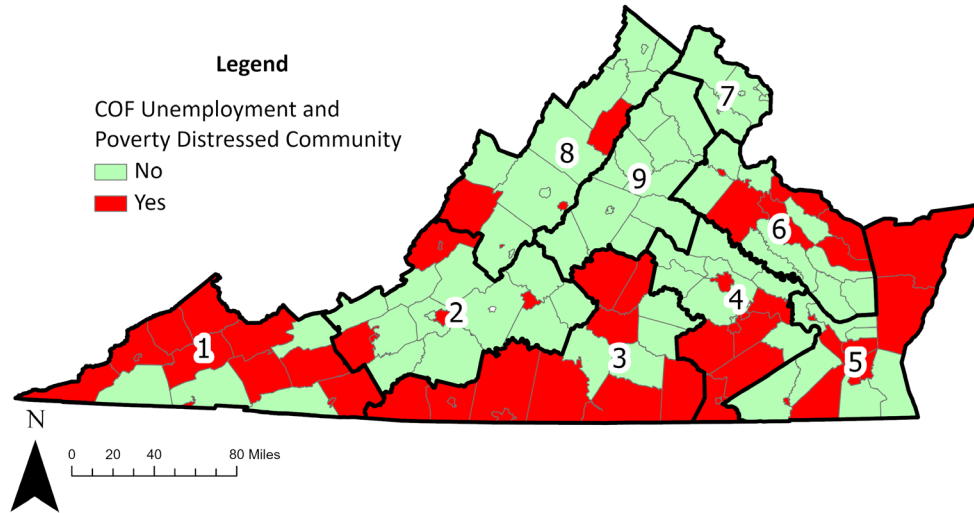 Legend
COF Unemployment and
Poverty Distressed Community
No
Yes
7
8
9
6
4
2
1
3
5
N
0 20 40 80 Miles